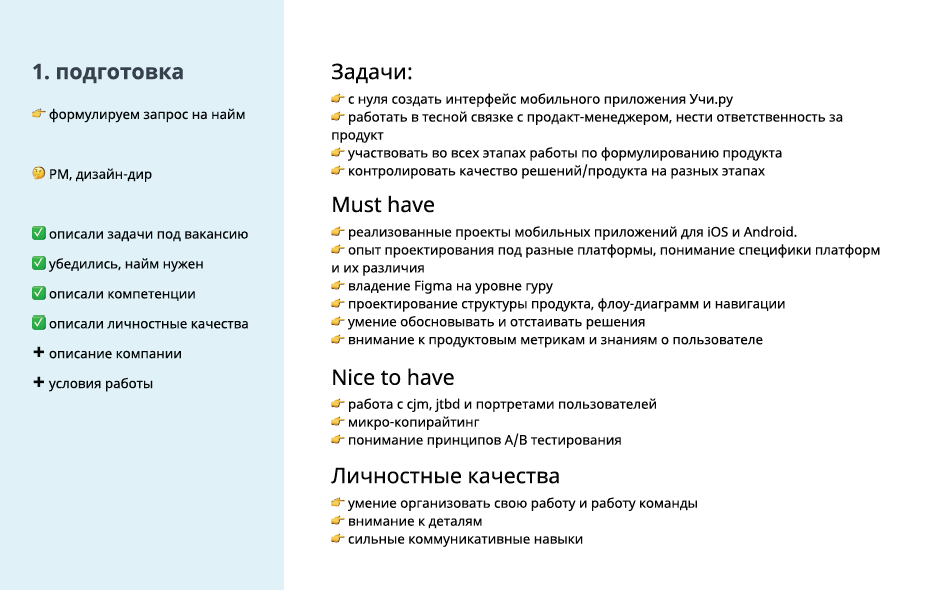 1. подготовка
👉 формулируем запрос на найм
🤔 PM, дизайн-дир
✅ описали задачи под вакансию
✅ убедились, найм нужен
✅ описали компетенции
✅ описали личностные качества
➕ описание компании
➕ условия работы
Задачи:
👉 с нуля создать интерфейс мобильного приложения Учи.ру
👉 работать в тесной связке с продакт-менеджером, нести ответственность за
продукт
👉 участвовать во всех этапах работы по формулированию продукта
👉 контролировать качество решений/продукта на разных этапах
Must have
👉 реализованные проекты мобильных приложений для iOS и Android.
👉 опыт проектирования под разные платформы, понимание специфики платформ
и их различия
👉 владение Figma на уровне гуру
👉 проектирование структуры продукта, флоу-диаграмм и навигации
👉 умение обосновывать и отстаивать решения
👉 внимание к продуктовым метрикам и знаниям о пользователе
Nice to have
👉 работа с cjm, jtbd и портретами пользователей
👉 микро-копирайтинг
👉 понимание принципов A/B тестирования
Личностные качества
👉 умение организовать свою работу и работу команды
👉 внимание к деталям
👉 сильные коммуникативные навыки